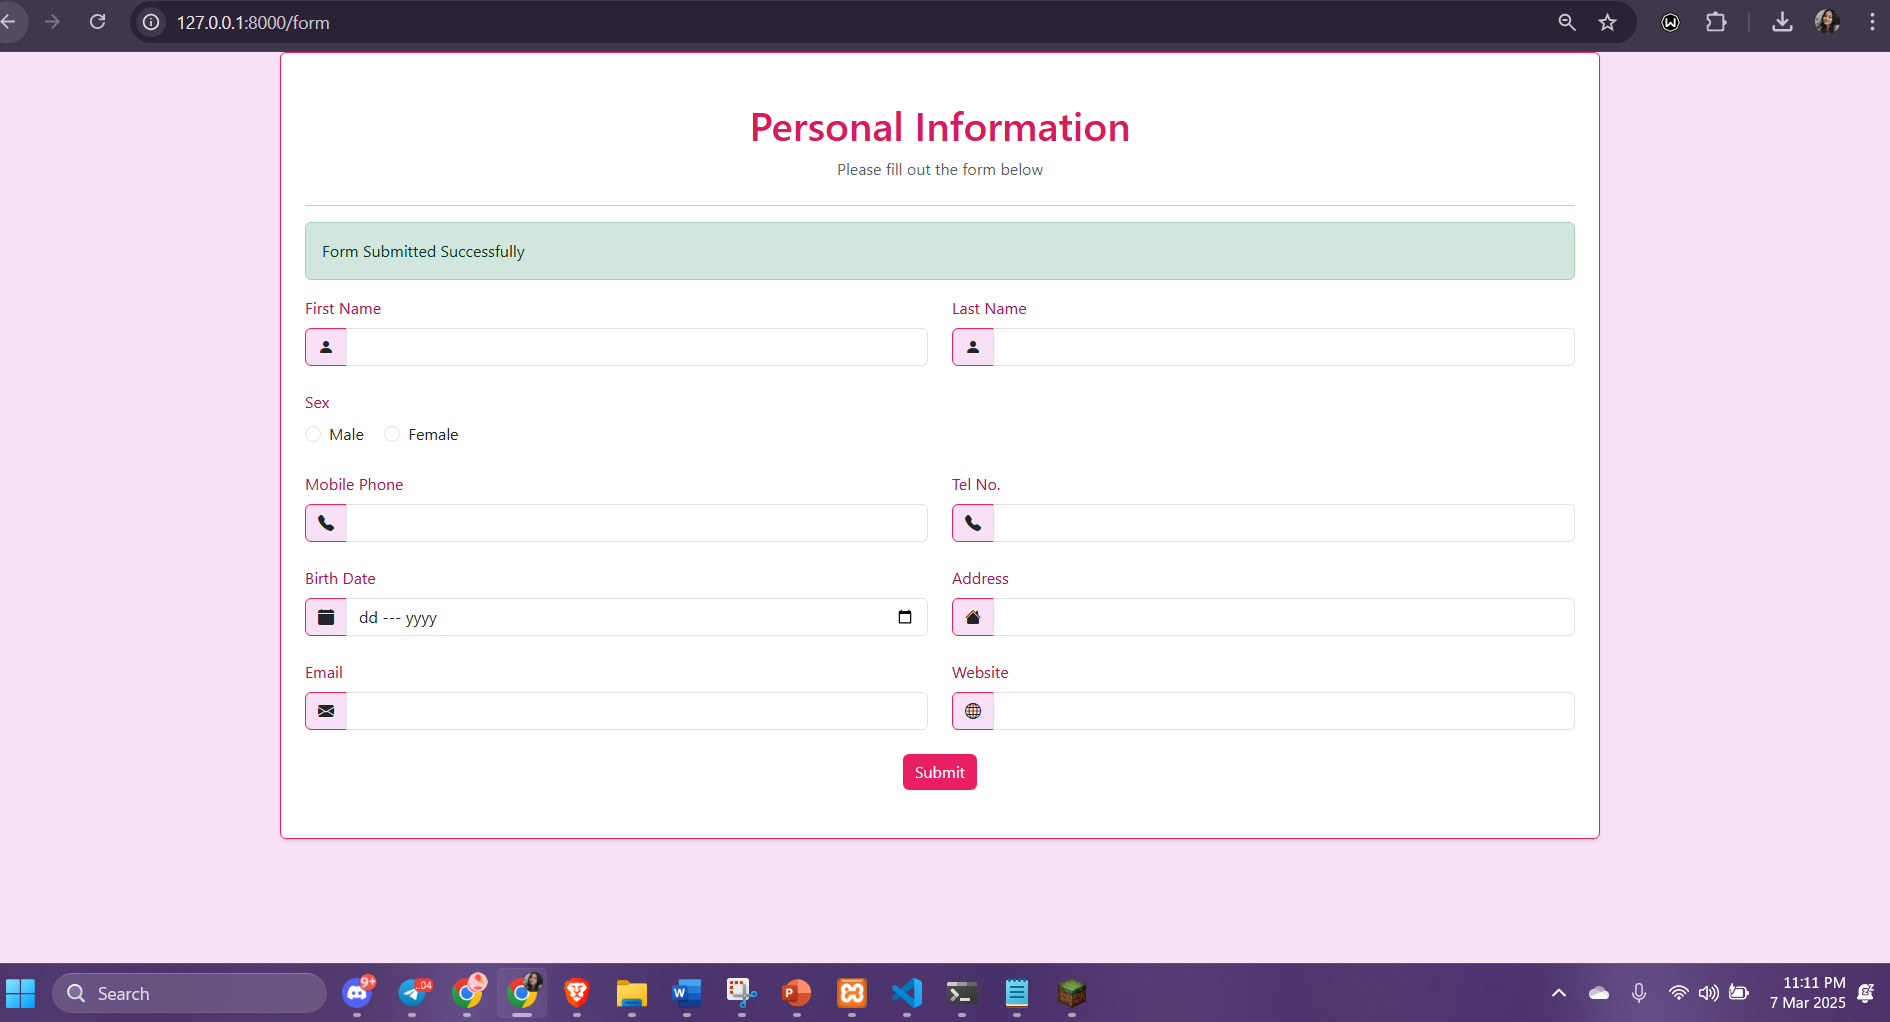 127.0.0.1:8000/form
Personal Information
Please fill out the form below
Form Submitted Successfully
First Name
Last Name
Sex
Male
Female
Mobile Phone
Tel No.
Birth Date
Address
dd --- yyyy
Email
Website
Submit
Search
9+
.04
11:11 PM
7 Mar 2025